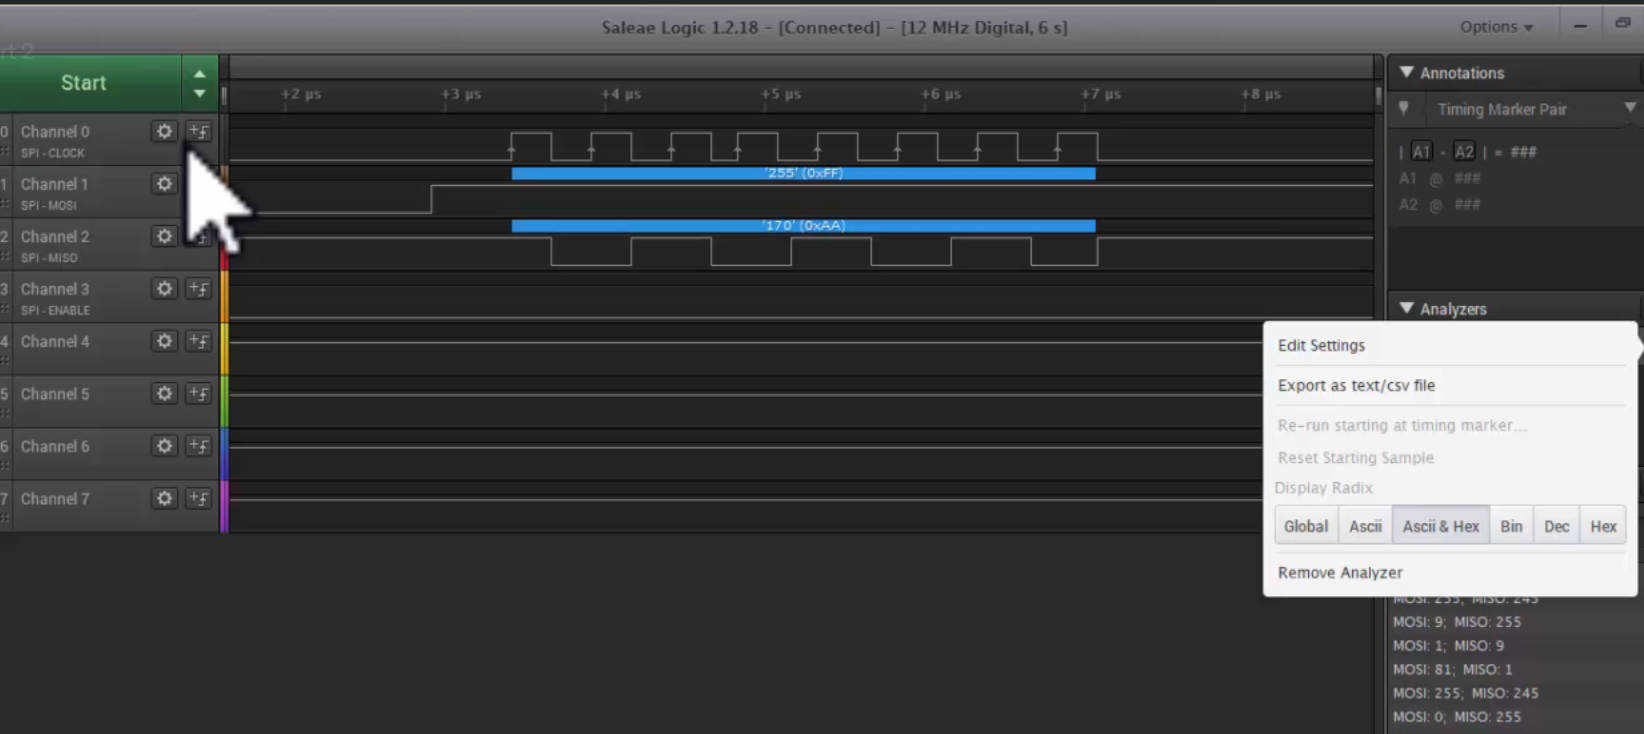 Saleae Logic 1.2.18 - [Connected] - [12 MHz Digital, 6 s]
Options
Start
+2 µs
+3 µs
+4 µs
+5 µs
+6 µs
+7 µs
+8 µs
0 Channel 0
SPI - CLOCK
1 Channel 1
SPI - MOSI
2 Channel 2
SPI - MISO
3 Channel 3
SPI - ENABLE
4 Channel 4
5 Channel 5
6 Channel 6
7 Channel 7
'255' (0xFF)
'170' (0xAA)
Annotations
Timing Marker Pair
| A1 - A2 | = ###
A1 @ ###
A2 @ ###
Analyzers
Edit Settings
Export as text/csv file
Re-run starting at timing marker...
Reset Starting Sample
Display Radix
Global
Ascii
Ascii & Hex
Bin
Dec
Hex
Remove Analyzer
MOSI: 255; MISO: 245
MOSI: 9; MISO: 255
MOSI: 1; MISO: 9
MOSI: 81; MISO: 1
MOSI: 255; MISO: 245
MOSI: 0; MISO: 255